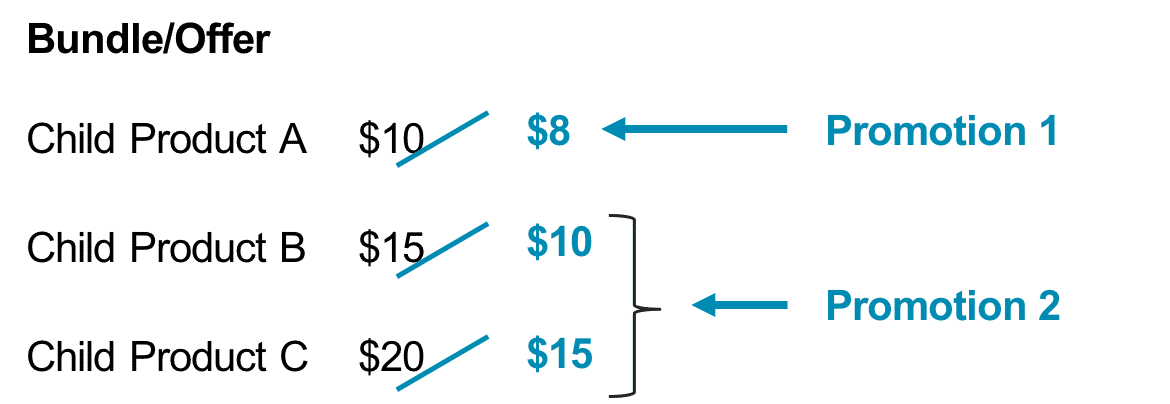 Bundle/Offer
Child Product A $10 $8 Promotion 1
Child Product B $15 $10
Promotion 2
Child Product C $20 $15